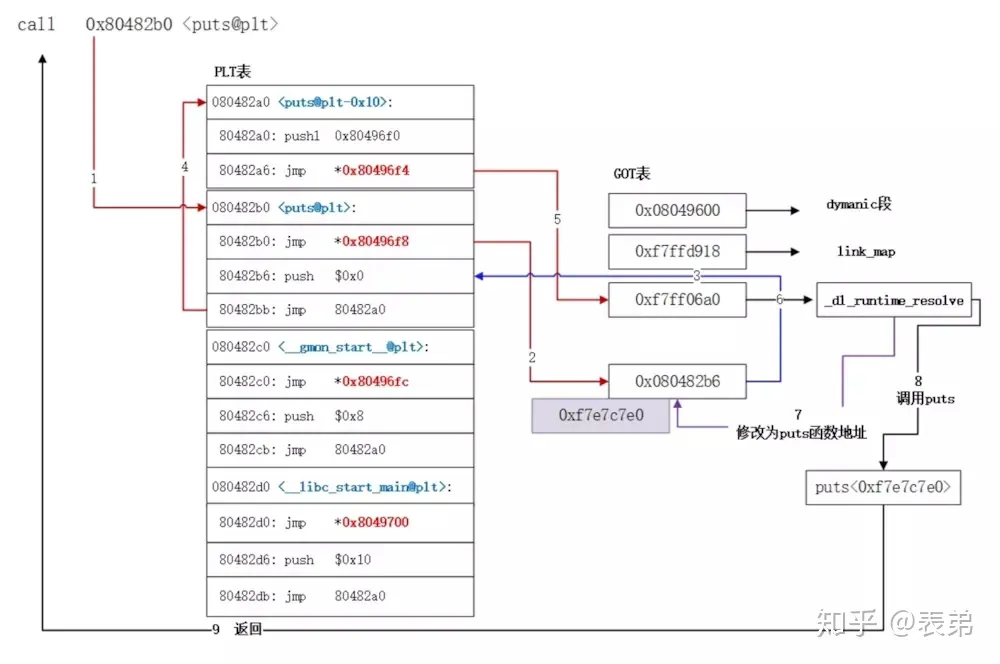 call 0x80482b0 <puts@plt>
PLT表
080482a0 <puts@plt-0x10>:
80482a0: pushl 0x80496f0
80482a6: jmp *0x80496f4
080482b0 <puts@plt>:
80482b0: jmp *0x80496f8
80482b6: push $0x0
80482bb: jmp 80482a0
080482c0 <__gmon_start__@plt>:
80482c0: jmp *0x80496fc
80482c6: push $0x8
80482cb: jmp 80482a0
080482d0 <__libc_start_main@plt>:
80482d0: jmp *0x8049700
80482d6: push $0x10
80482db: jmp 80482a0
1
4
5
2
GOT表
0x08049600
dymanic段
0xf7ffd918
link_map
3
0xf7ff06a0
6
_dl_runtime_resolve
0x080482b6
0xf7e7c7e0
7
修改为puts函数地址
8
调用puts
puts<0xf7e7c7e0>
9 返回
知乎 @表弟